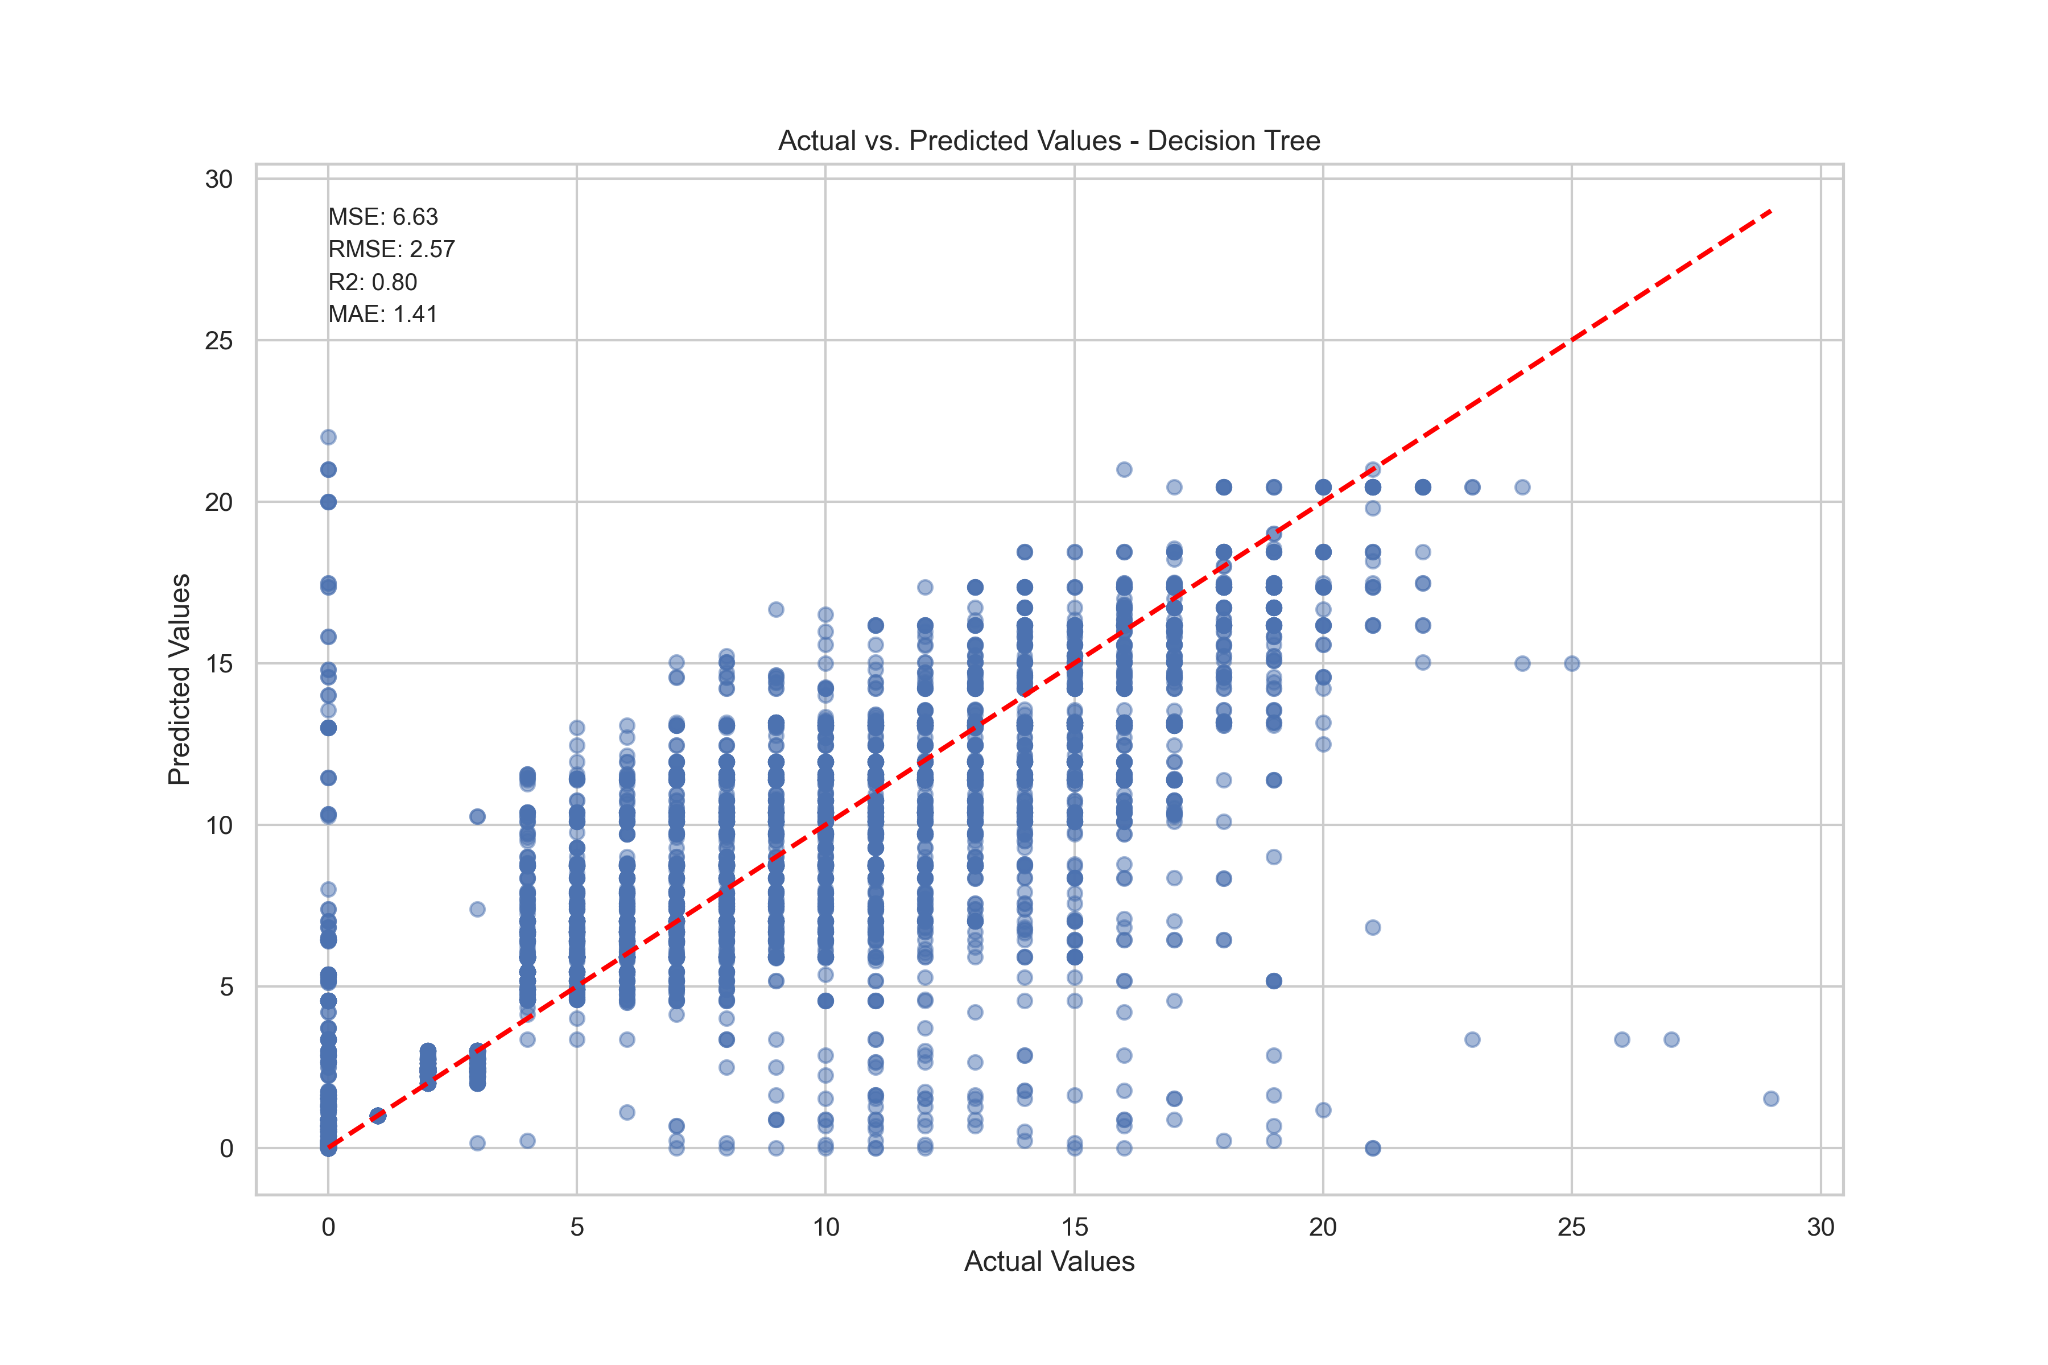 Actual vs. Predicted Values - Decision Tree
30
MSE: 6.63
RMSE: 2.57
R2: 0.80
MAE: 1.41
25
20
15
10
5
0
Predicted Values
0 5 10 15 20 25 30
Actual Values